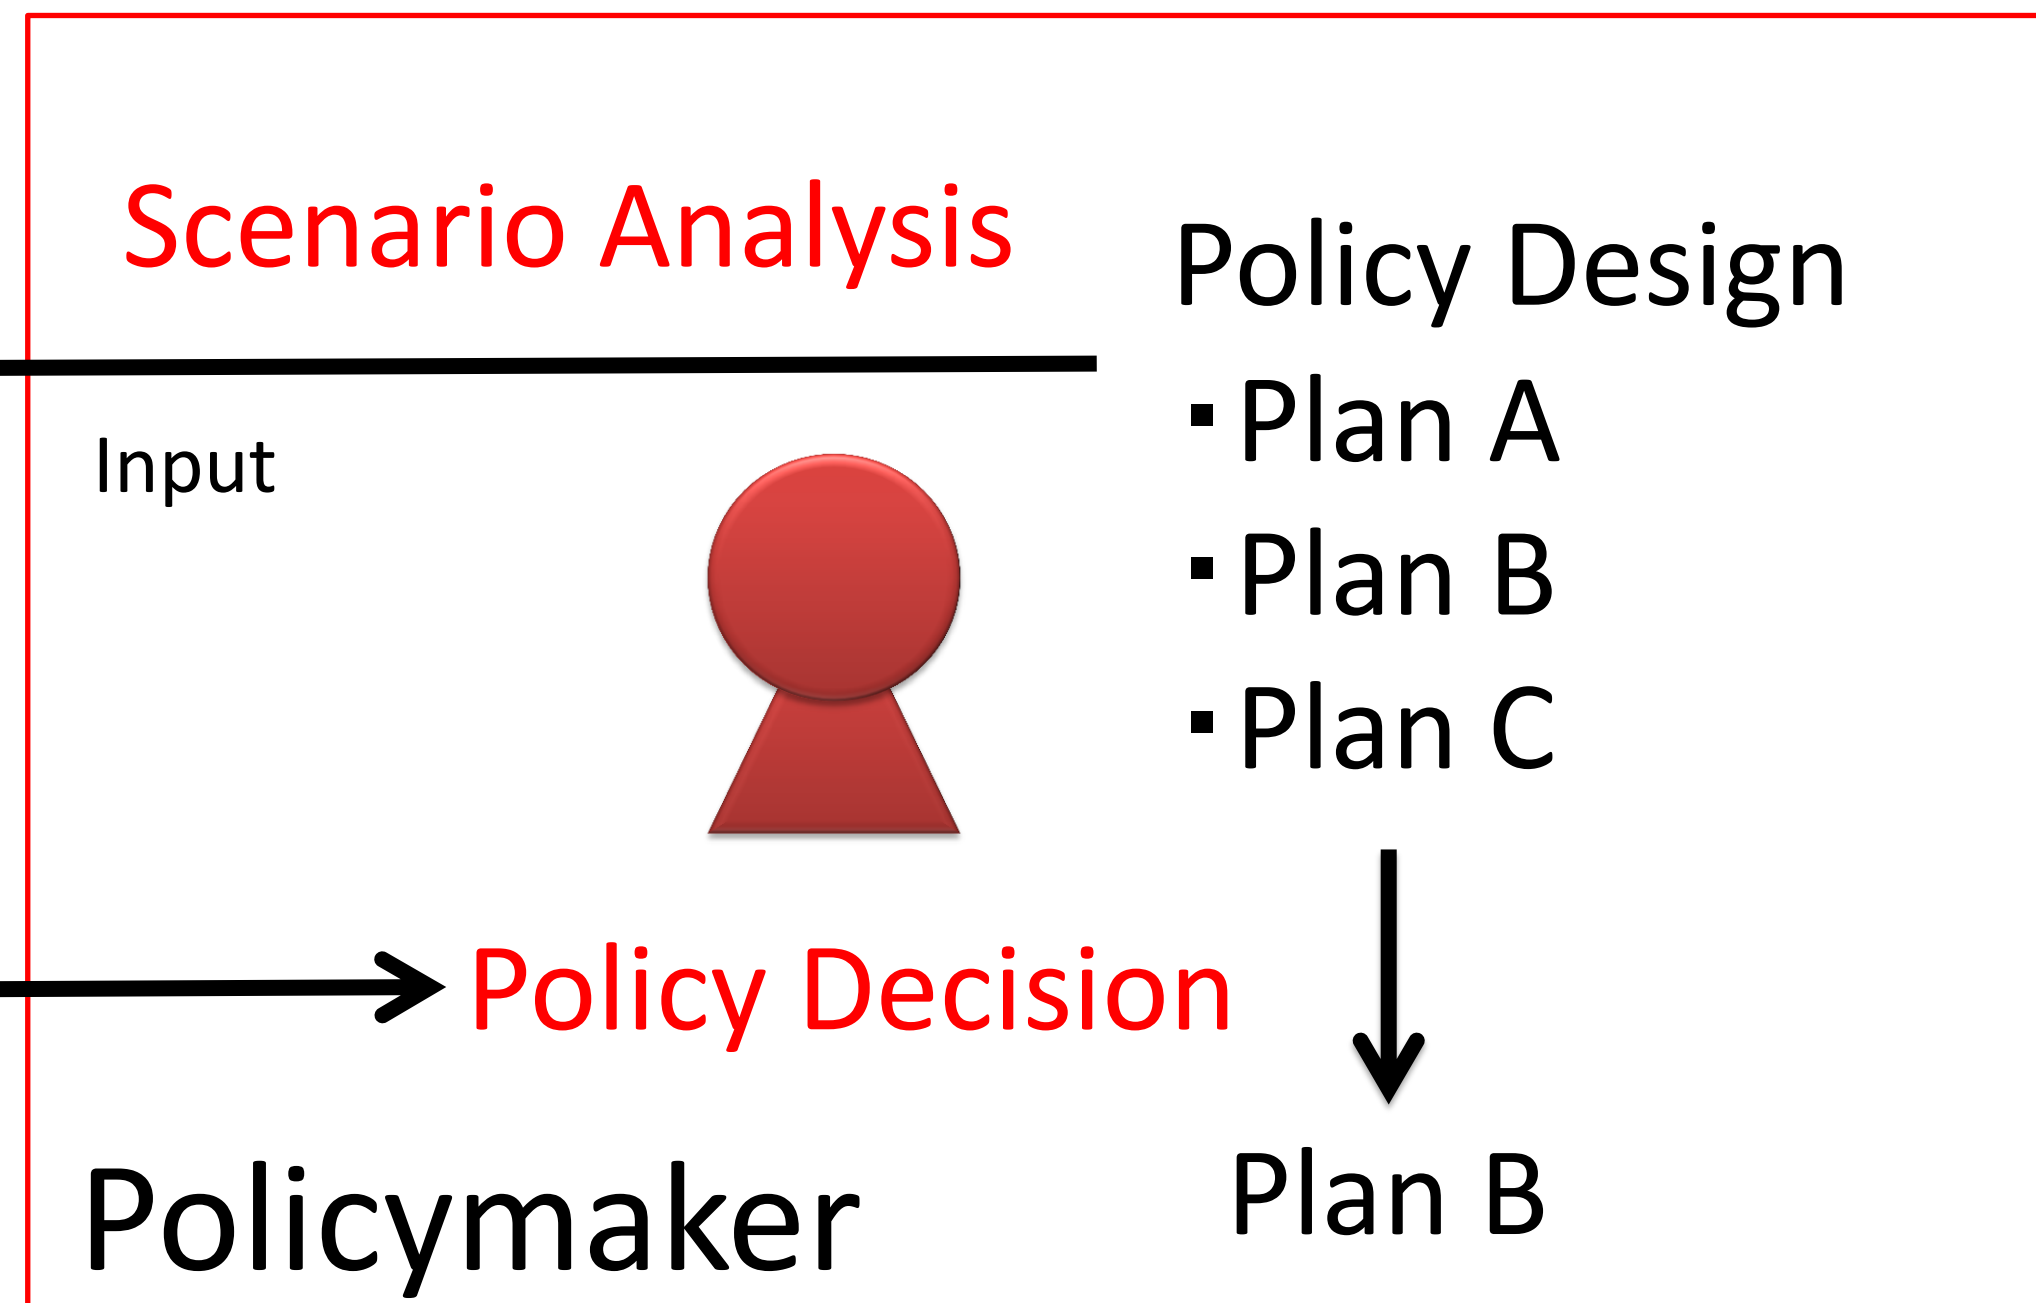 Scenario Analysis
Input
Policy Design
▪Plan A
▪Plan B
▪Plan C
Policy Decision
Plan B
Policymaker